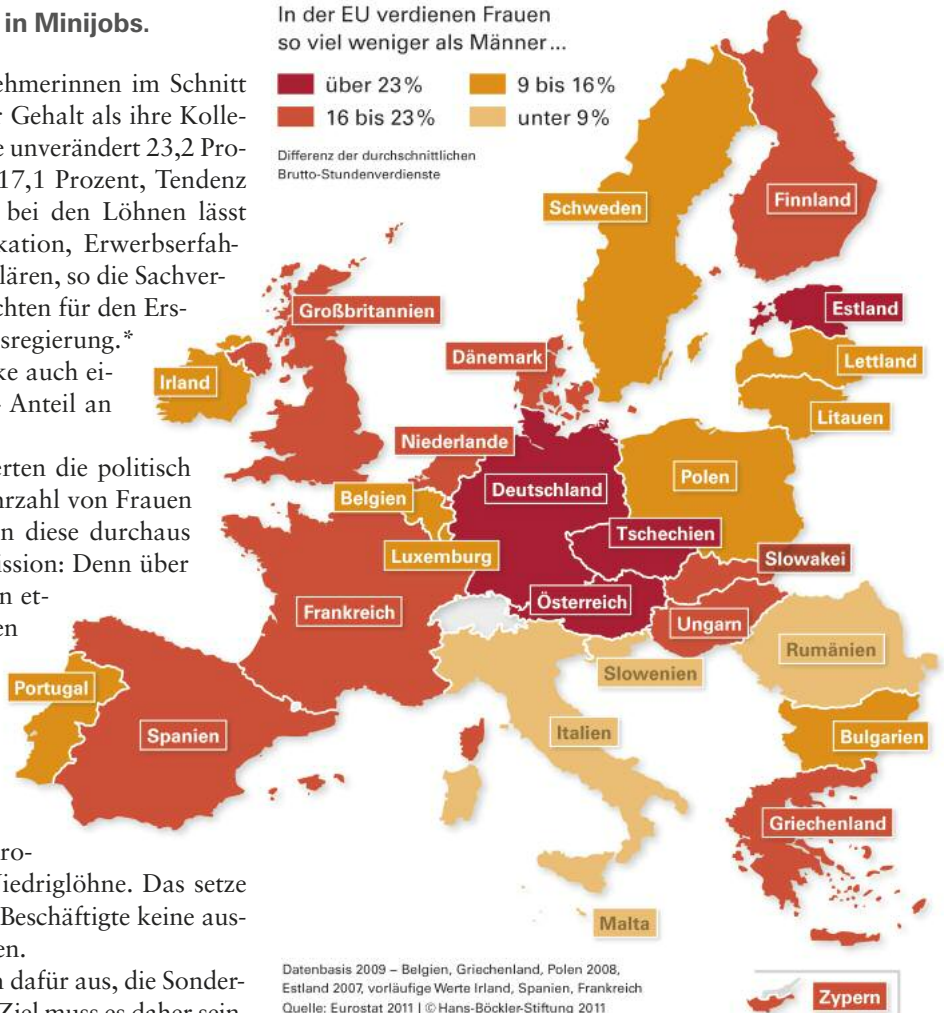 in Minijobs.
ehmerinnen im Schnitt
r Gehalt als ihre Kolle-
e unverändert 23,2 Pro-
17,1 Prozent, Tendenz
bei den Löhnen lässt
kation, Erwerbserfah-
lären, so die Sachver-
chten für den Ers-
sregierung.*
ke auch ei-
Anteil an
erten die politisch
hrzahl von Frauen
n diese durchaus
ission: Denn über
n et-
en
ro-
Niedriglöhne. Das setze
Beschäftigte keine aus-
en.
n dafür aus, die Sonder-
Ziel muss es daher sein
In der EU verdienen Frauen
so viel weniger als Männer...
über 23%
9 bis 16%
16 bis 23%
unter 9%
Differenz der durchschnittlichen
Brutto-Stundenverdienste
Schweden
Finnland
Estland
Großbritannien
Dänemark
Lettland
Irland
Litauen
Niederlande
Polen
Deutschland
Belgien
Tschechien
Luxemburg
Slowakei
Österreich
Frankreich
Ungarn
Rumänien
Slowenien
Portugal
Italien
Spanien
Bulgarien
Griechenland
Malta
Zypern
Datenbasis 2009 – Belgien, Griechenland, Polen 2008,
Estland 2007, vorläufige Werte Irland, Spanien, Frankreich
Quelle: Eurostat 2011 | © Hans-Böckler-Stiftung 2011